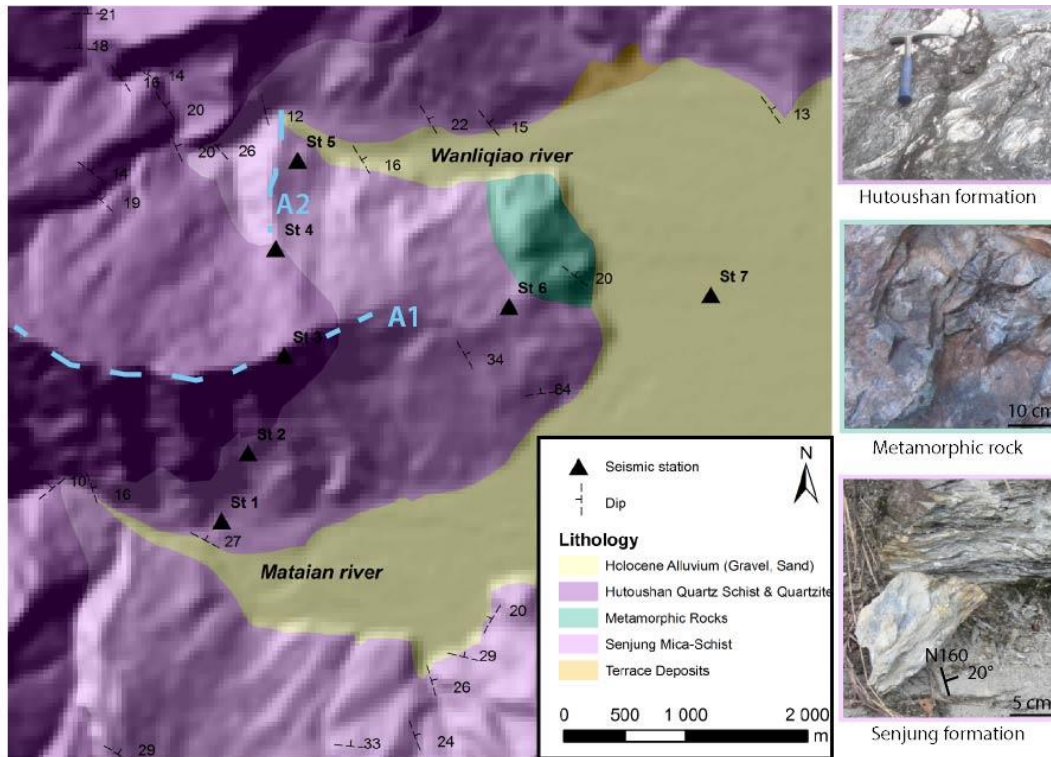 21
18
14
16
20
20
26
12
14
19
22
15
13
16
St 5
Wanliqiao river
A2
St 4
20
St 7
St 6
A1
St 3
34
84
St 2
10
16
St 1
27
Mataian river
20
29
26
24
33
29
N
Seismic station
Dip
Lithology
Holocene Alluvium (Gravel, Sand)
Hutoushan Quartz Schist & Quartzite
Metamorphic Rocks
Senjung Mica-Schist
Terrace Deposits
0 500 1 000 2 000
m
Hutoushan formation
10 cm
Metamorphic rock
N160
20°
5 cm
Senjung formation